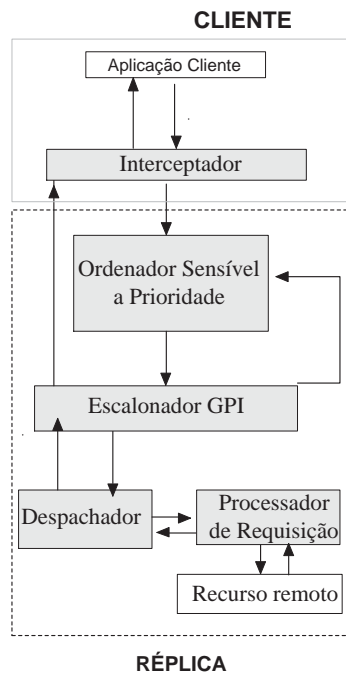 CLIENTE
Aplicação Cliente
Interceptador
Ordenador Sensível
a Prioridade
Escalonador GPI
Despachador
Processador
de Requisição
Recurso remoto
RÉPLICA